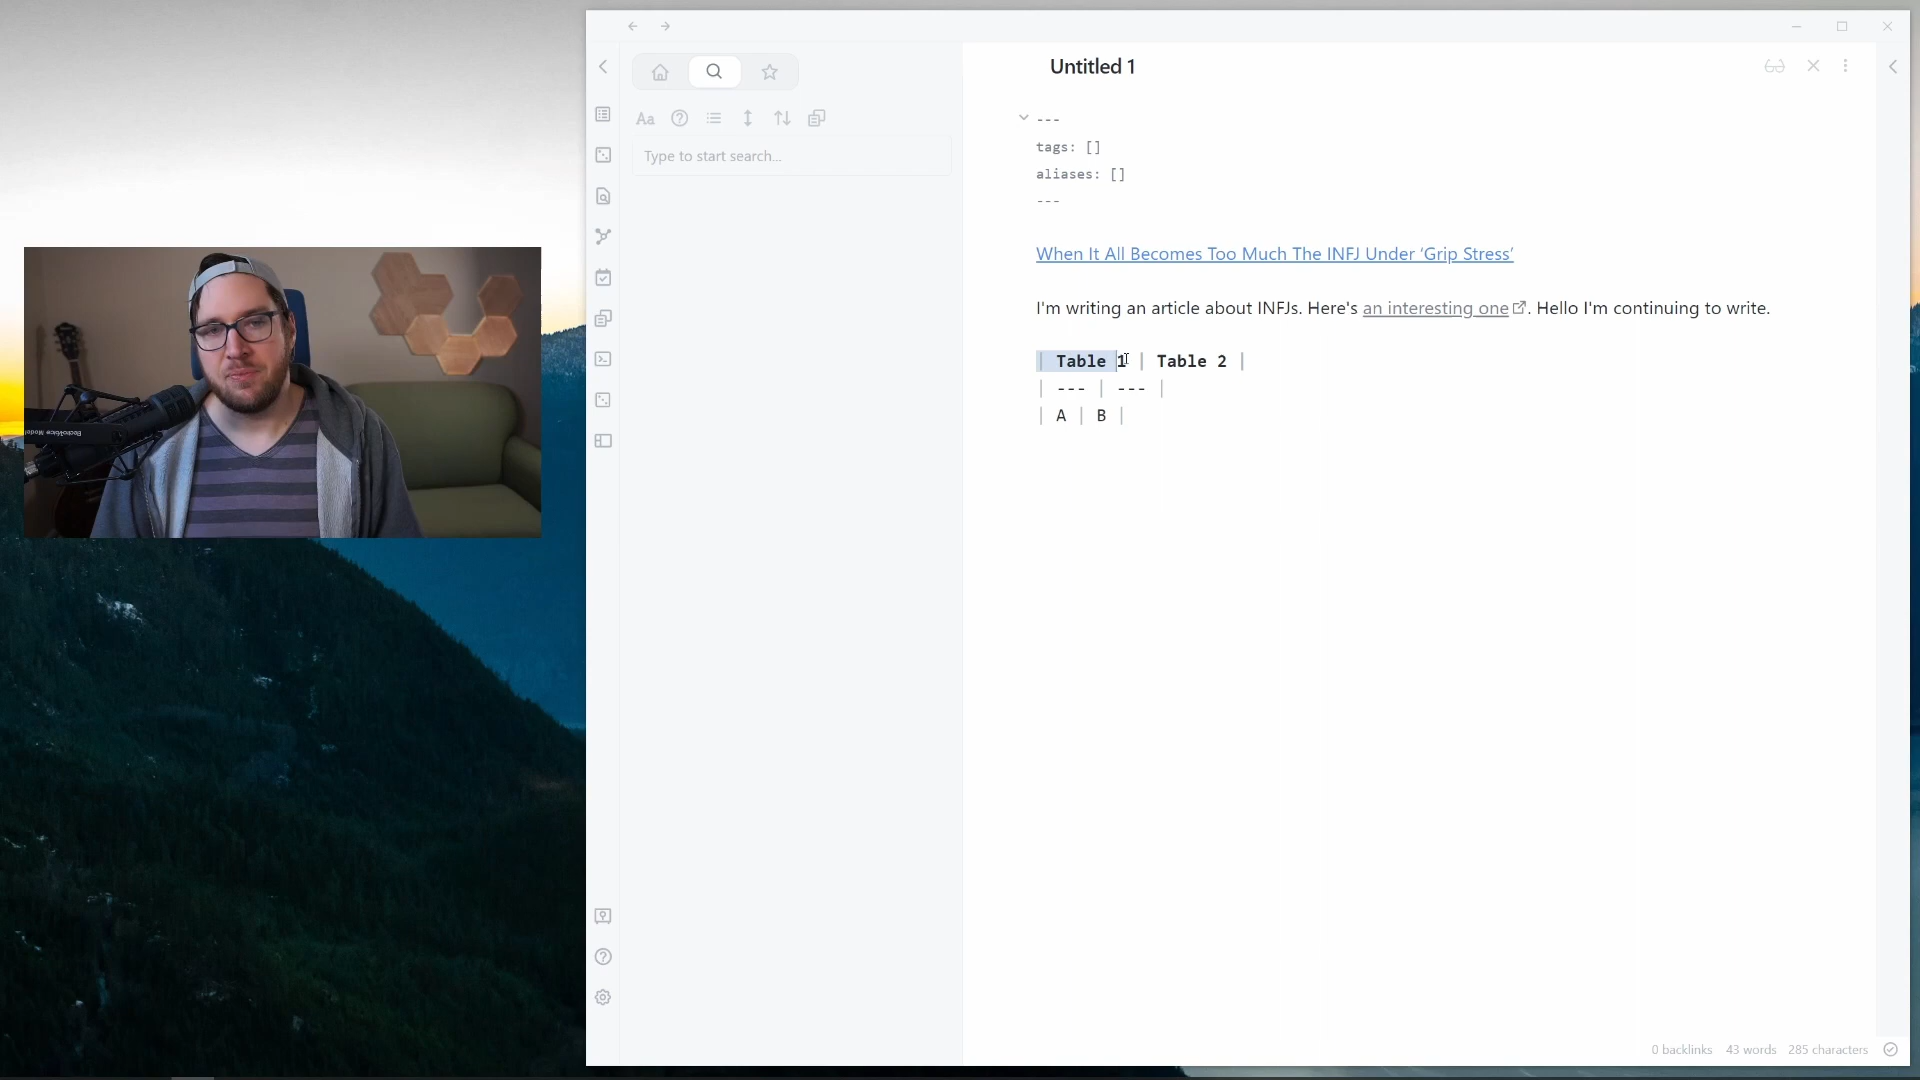 Untitled 1
Aa
Type to start search...
---
tags: []
aliases: []
---
When It All Becomes Too Much The INFJ Under ‘Grip Stress’
I'm writing an article about INFJs. Here's an interesting one. Hello I'm continuing to write.
| Table 1 | Table 2 |
| --- | --- |
| A | B |
0 backlinks 43 words 285 characters